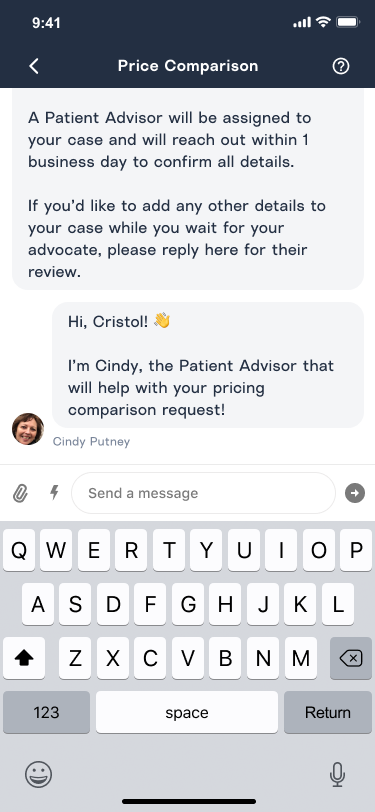 9:41
Price Comparison
A Patient Advisor will be assigned to
your case and will reach out within 1
business day to confirm all details.
If you'd like to add any other details to
your case while you wait for your
advocate, please reply here for their
review.
Hi, Cristol! 👋
I'm Cindy, the Patient Advisor that
will help with your pricing
comparison request!
Cindy Putney
Send a message
Q W E R T Y U I O P
A S D F G H J K L
Z X C V B N M
123 space Return